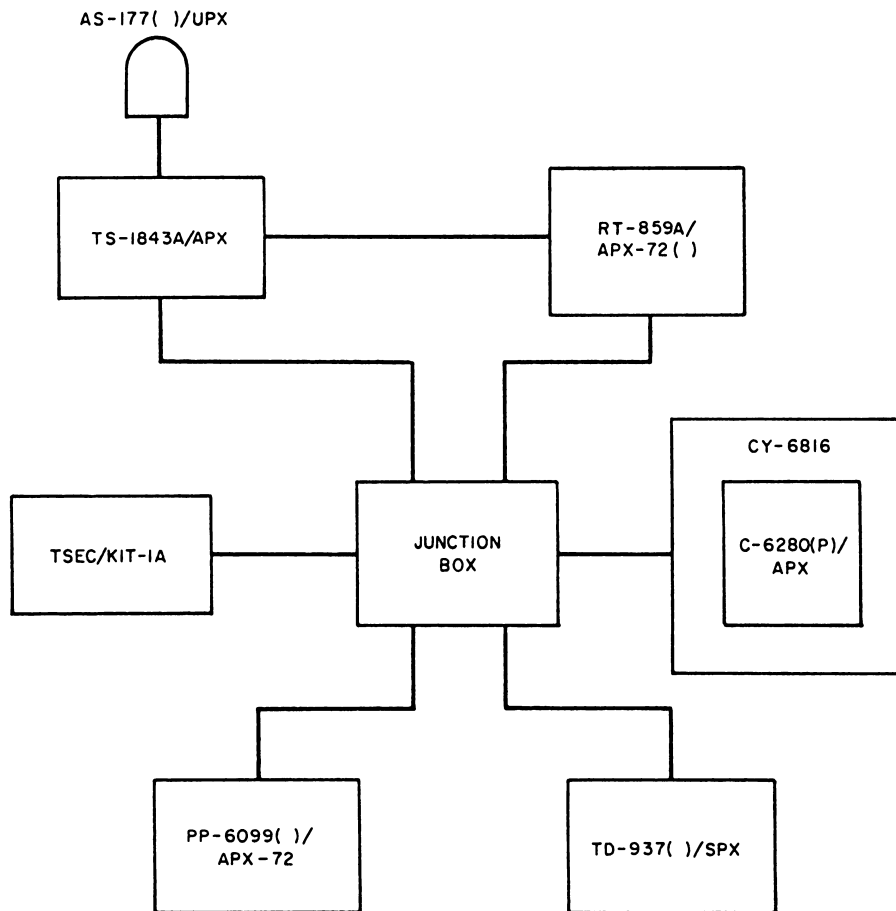 AS-177( )/UPX
TS-1843A/APX
RT-859A/
APX-72( )
CY-6816
C-6280(P)/
APX
JUNCTION
BOX
TSEC/KIT-1A
PP-6099( )/
APX-72
TD-937( )/SPX